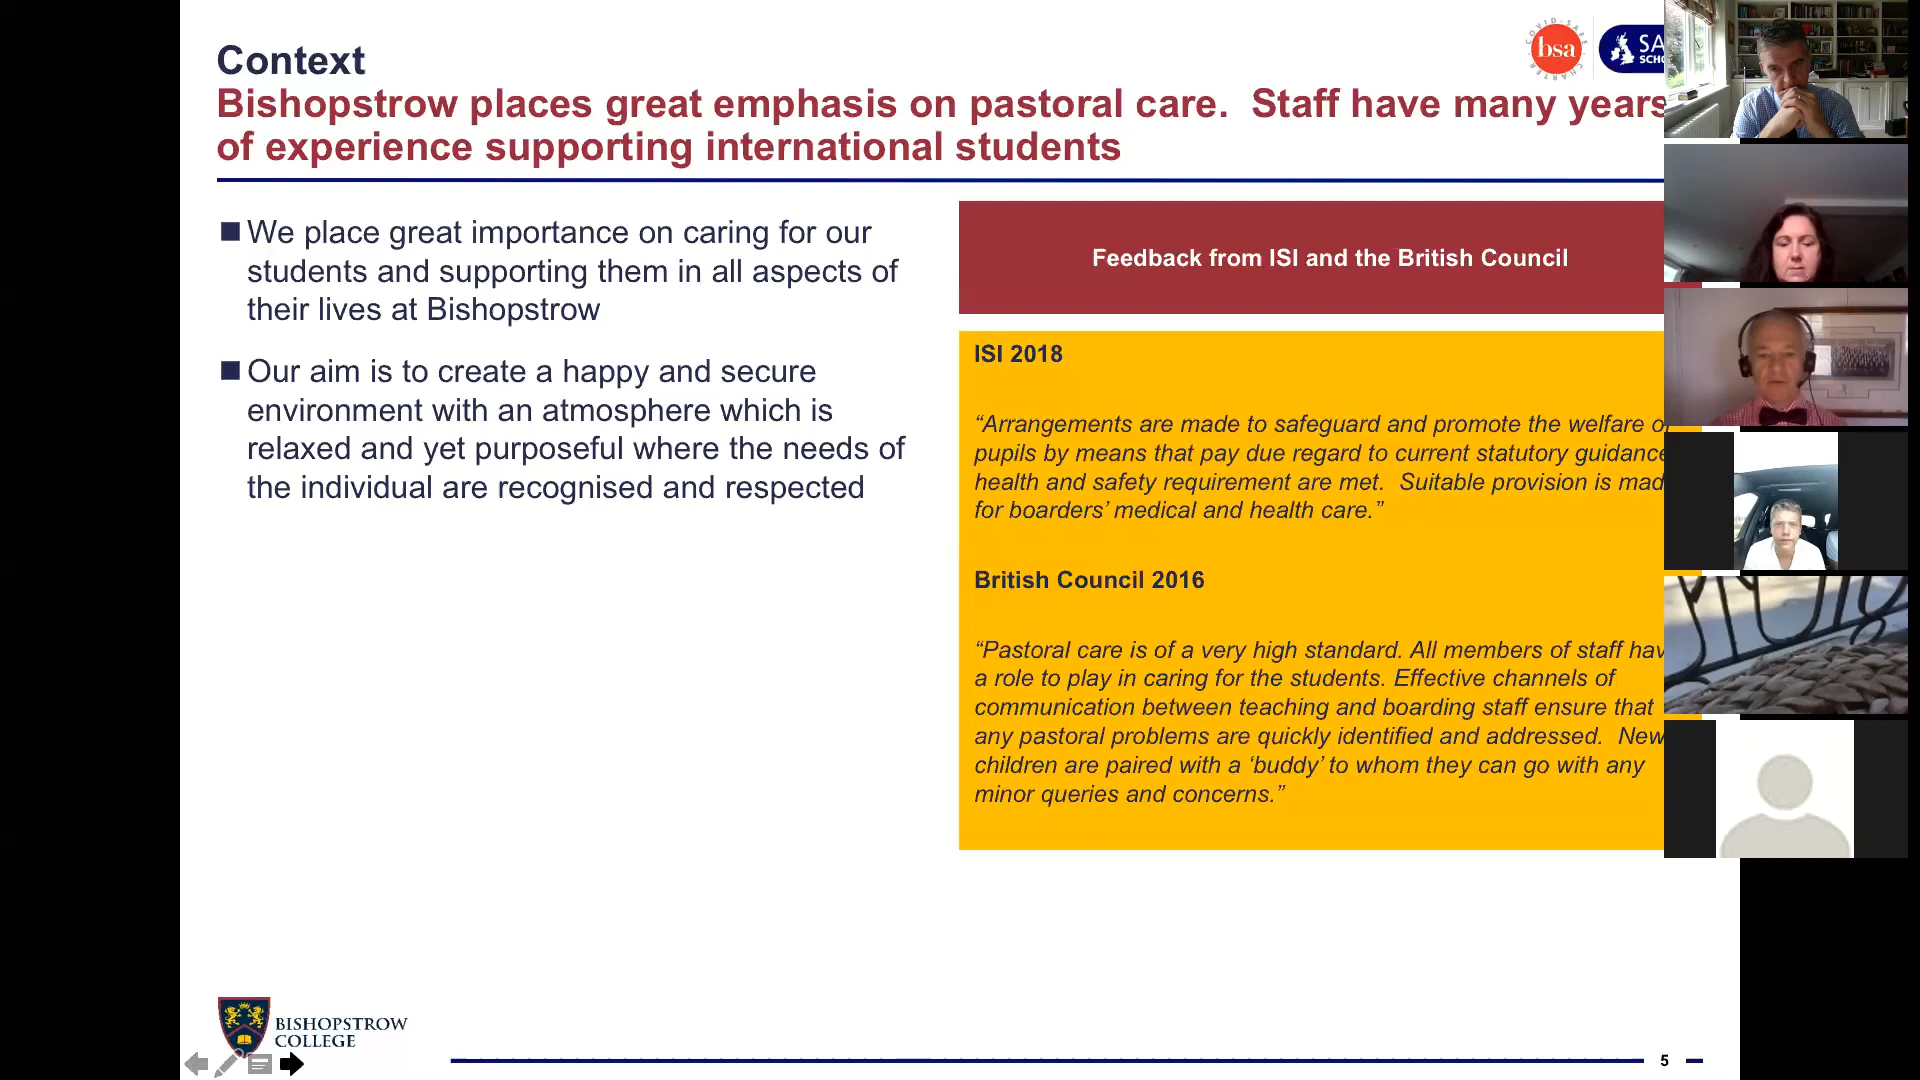 Context
Bishopstrow places great emphasis on pastoral care.  Staff have many years
of experience supporting international students
COVID-SAFE CHARTER
bsa
We place great importance on caring for our
students and supporting them in all aspects of
their lives at Bishopstrow
Our aim is to create a happy and secure
environment with an atmosphere which is
relaxed and yet purposeful where the needs of
the individual are recognised and respected
Feedback from ISI and the British Council
ISI 2018
“Arrangements are made to safeguard and promote the welfare
pupils by means that pay due regard to current statutory guidance
health and safety requirement are met.  Suitable provision is
for boarders’ medical and health care.”
British Council 2016
“Pastoral care is of a very high standard. All members of staff
a role to play in caring for the students. Effective channels of
communication between teaching and boarding staff ensure that
any pastoral problems are quickly identified and addressed.  New
children are paired with a ‘buddy’ to whom they can go with any
minor queries and concerns.”
BISHOPSTROW
COLLEGE
5